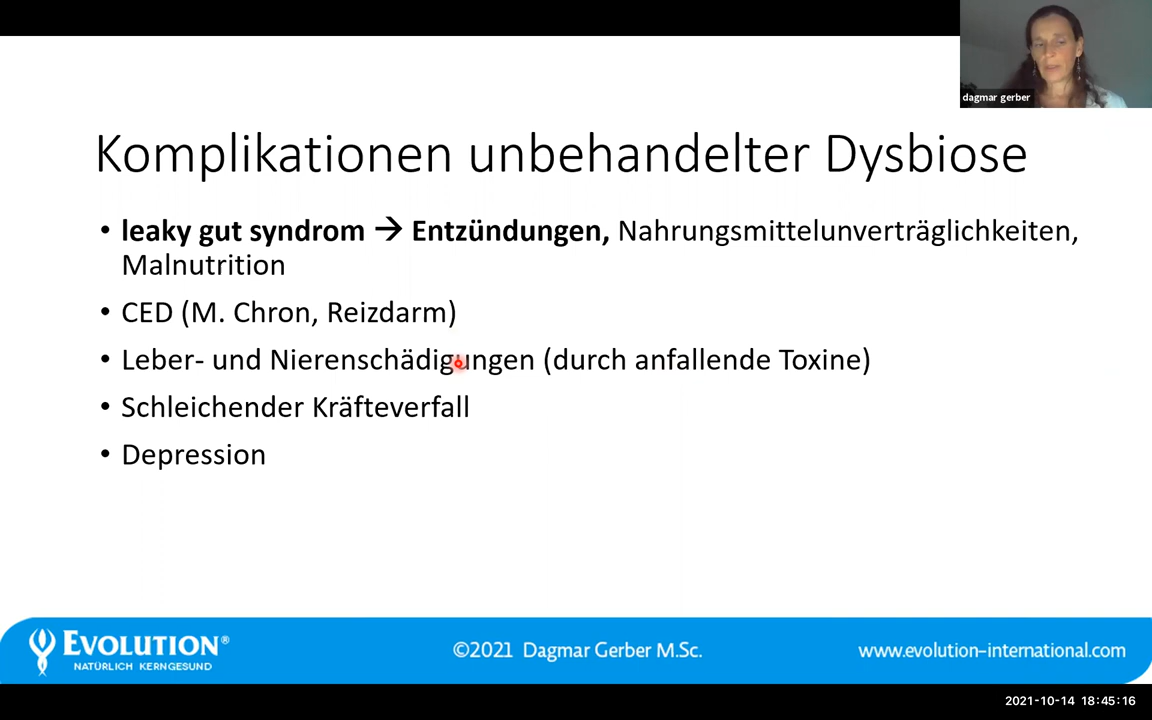 dagmar gerber
Komplikationen unbehandelter Dysbiose
• leaky gut syndrom → Entzündungen, Nahrungsmittelunverträglichkeiten,
Malnutrition
• CED (M. Chron, Reizdarm)
• Leber- und Nierenschädigungen (durch anfallende Toxine)
• Schleichender Kräfteverfall
• Depression
EVOLUTION®
NATÜRLICH KERNGESUND
©2021 Dagmar Gerber M.Sc.
www.evolution-international.com
2021-10-14 18:45:16